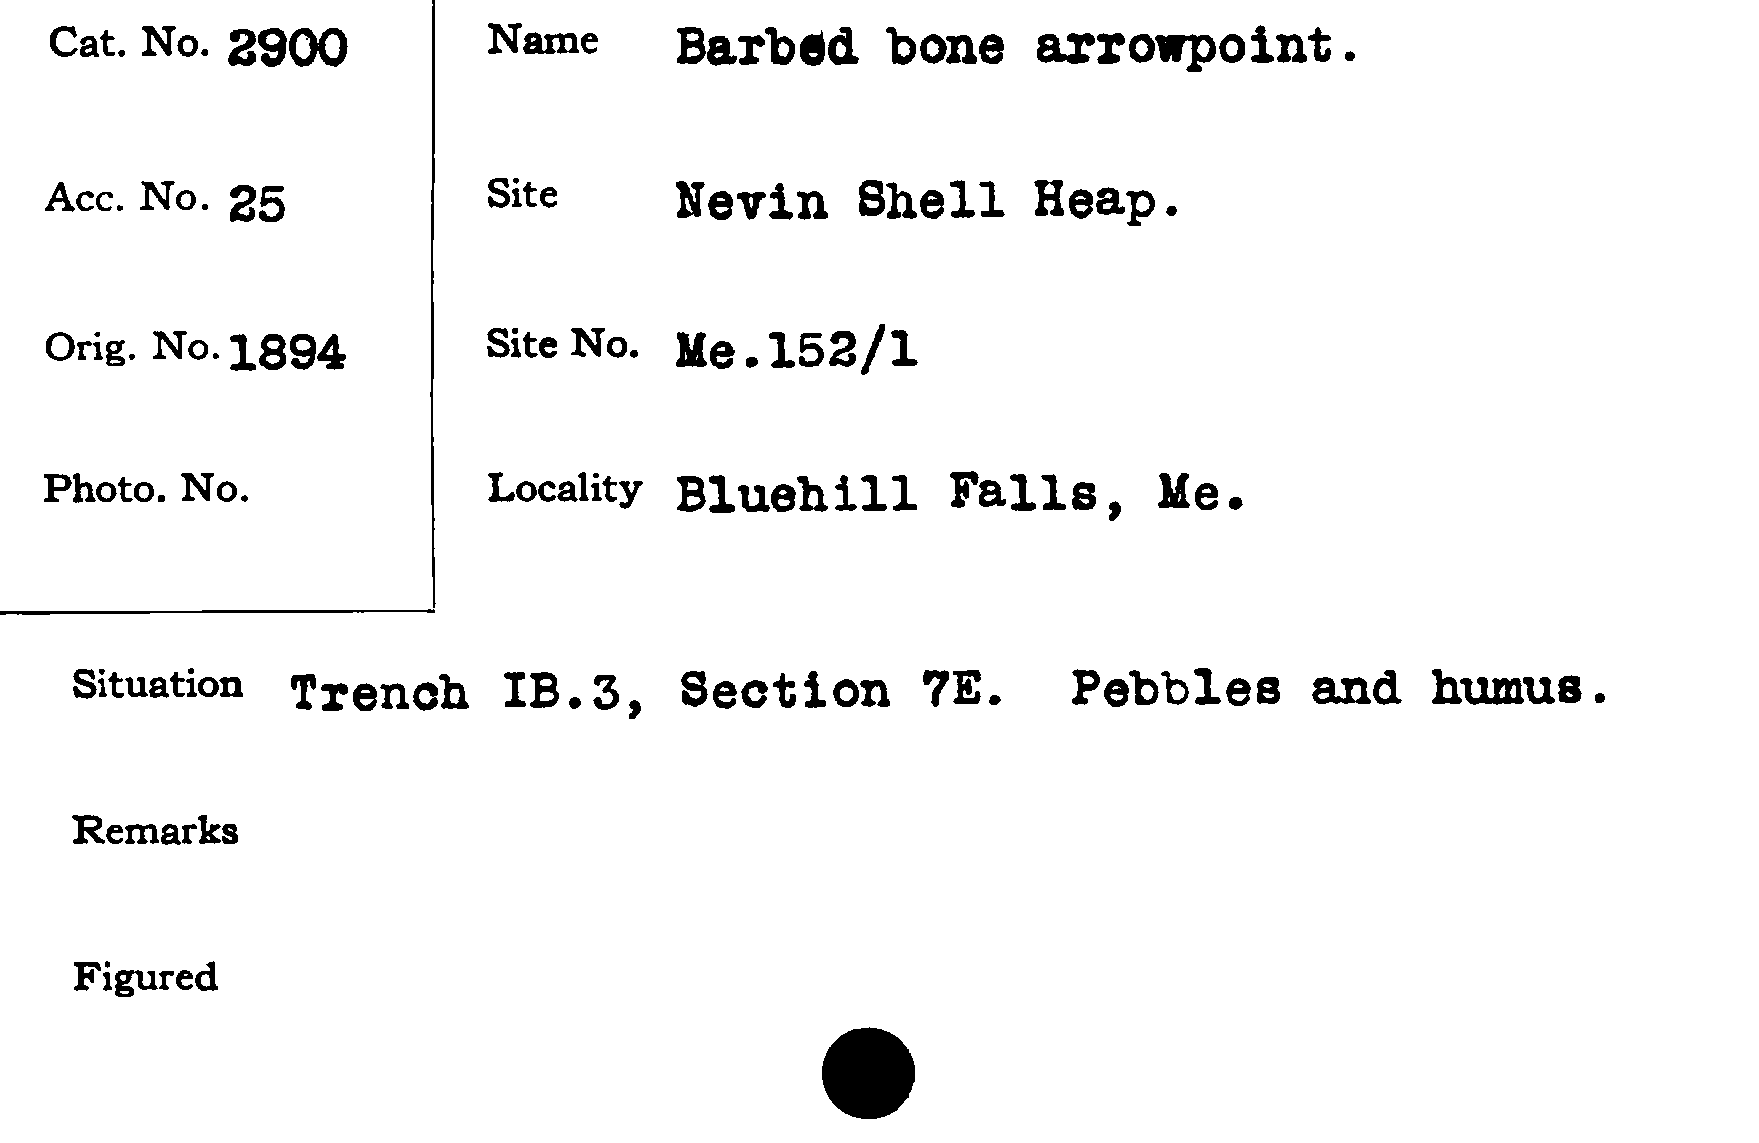 Cat. No. 2900
Name Barbed bone arrowpoint.
Acc. No. 25
Site Nevin Shell Heap.
Orig. No. 1894
Site No. Me.152/1
Photo. No.
Locality Bluehill Falls, Me.
Situation Trench IB.3, Section 7E. Pebbles and humus.
Remarks
Figured